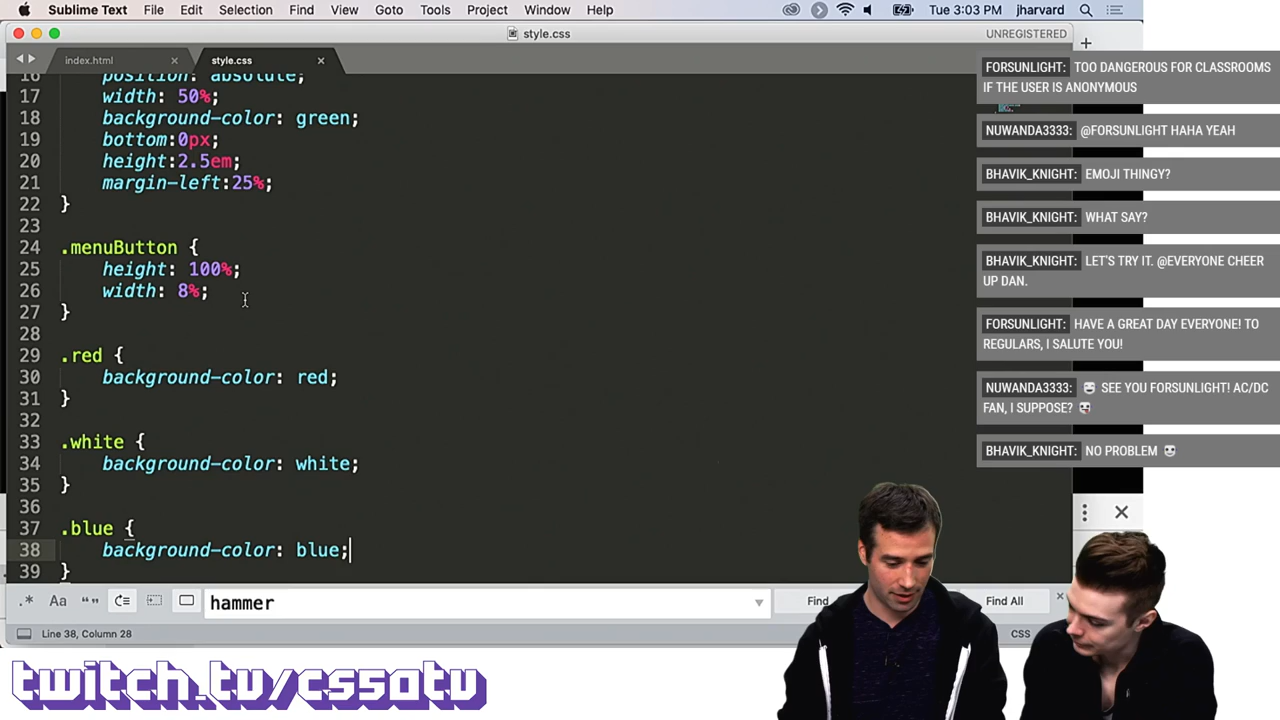 Sublime Text File Edit Selection Find View Goto Tools Project Window Help Tue 3:03 PM jharvard
style.css UNREGISTERED
index.html style.css
16 position: absolute;
17 width: 50%;
18 background-color: green;
19 bottom:0px;
20 height:2.5em;
21 margin-left:25%;
22 }
23
24 .menuButton {
25 height: 100%;
26 width: 8%;
27 }
28
29 .red {
30 background-color: red;
31 }
32
33 .white {
34 background-color: white;
35 }
36
37 .blue {
38 background-color: blue;
39 }
FORSUNLIGHT: TOO DANGEROUS FOR CLASSROOMS
IF THE USER IS ANONYMOUS
NUWANDA3333: @FORSUNLIGHT HAHA YEAH
BHAVIK_KNIGHT: EMOJI THINGY?
BHAVIK_KNIGHT: WHAT SAY?
BHAVIK_KNIGHT: LET'S TRY IT. @EVERYONE CHEER
UP DAN.
FORSUNLIGHT: HAVE A GREAT DAY EVERYONE! TO
REGULARS, I SALUTE YOU!
NUWANDA3333: SEE YOU FORSUNLIGHT! AC/DC
FAN, I SUPPOSE?
BHAVIK_KNIGHT: NO PROBLEM
.* Aa “” hammer Find Find All
Line 38, Column 28 CSS
twitch.tv/cs50tv